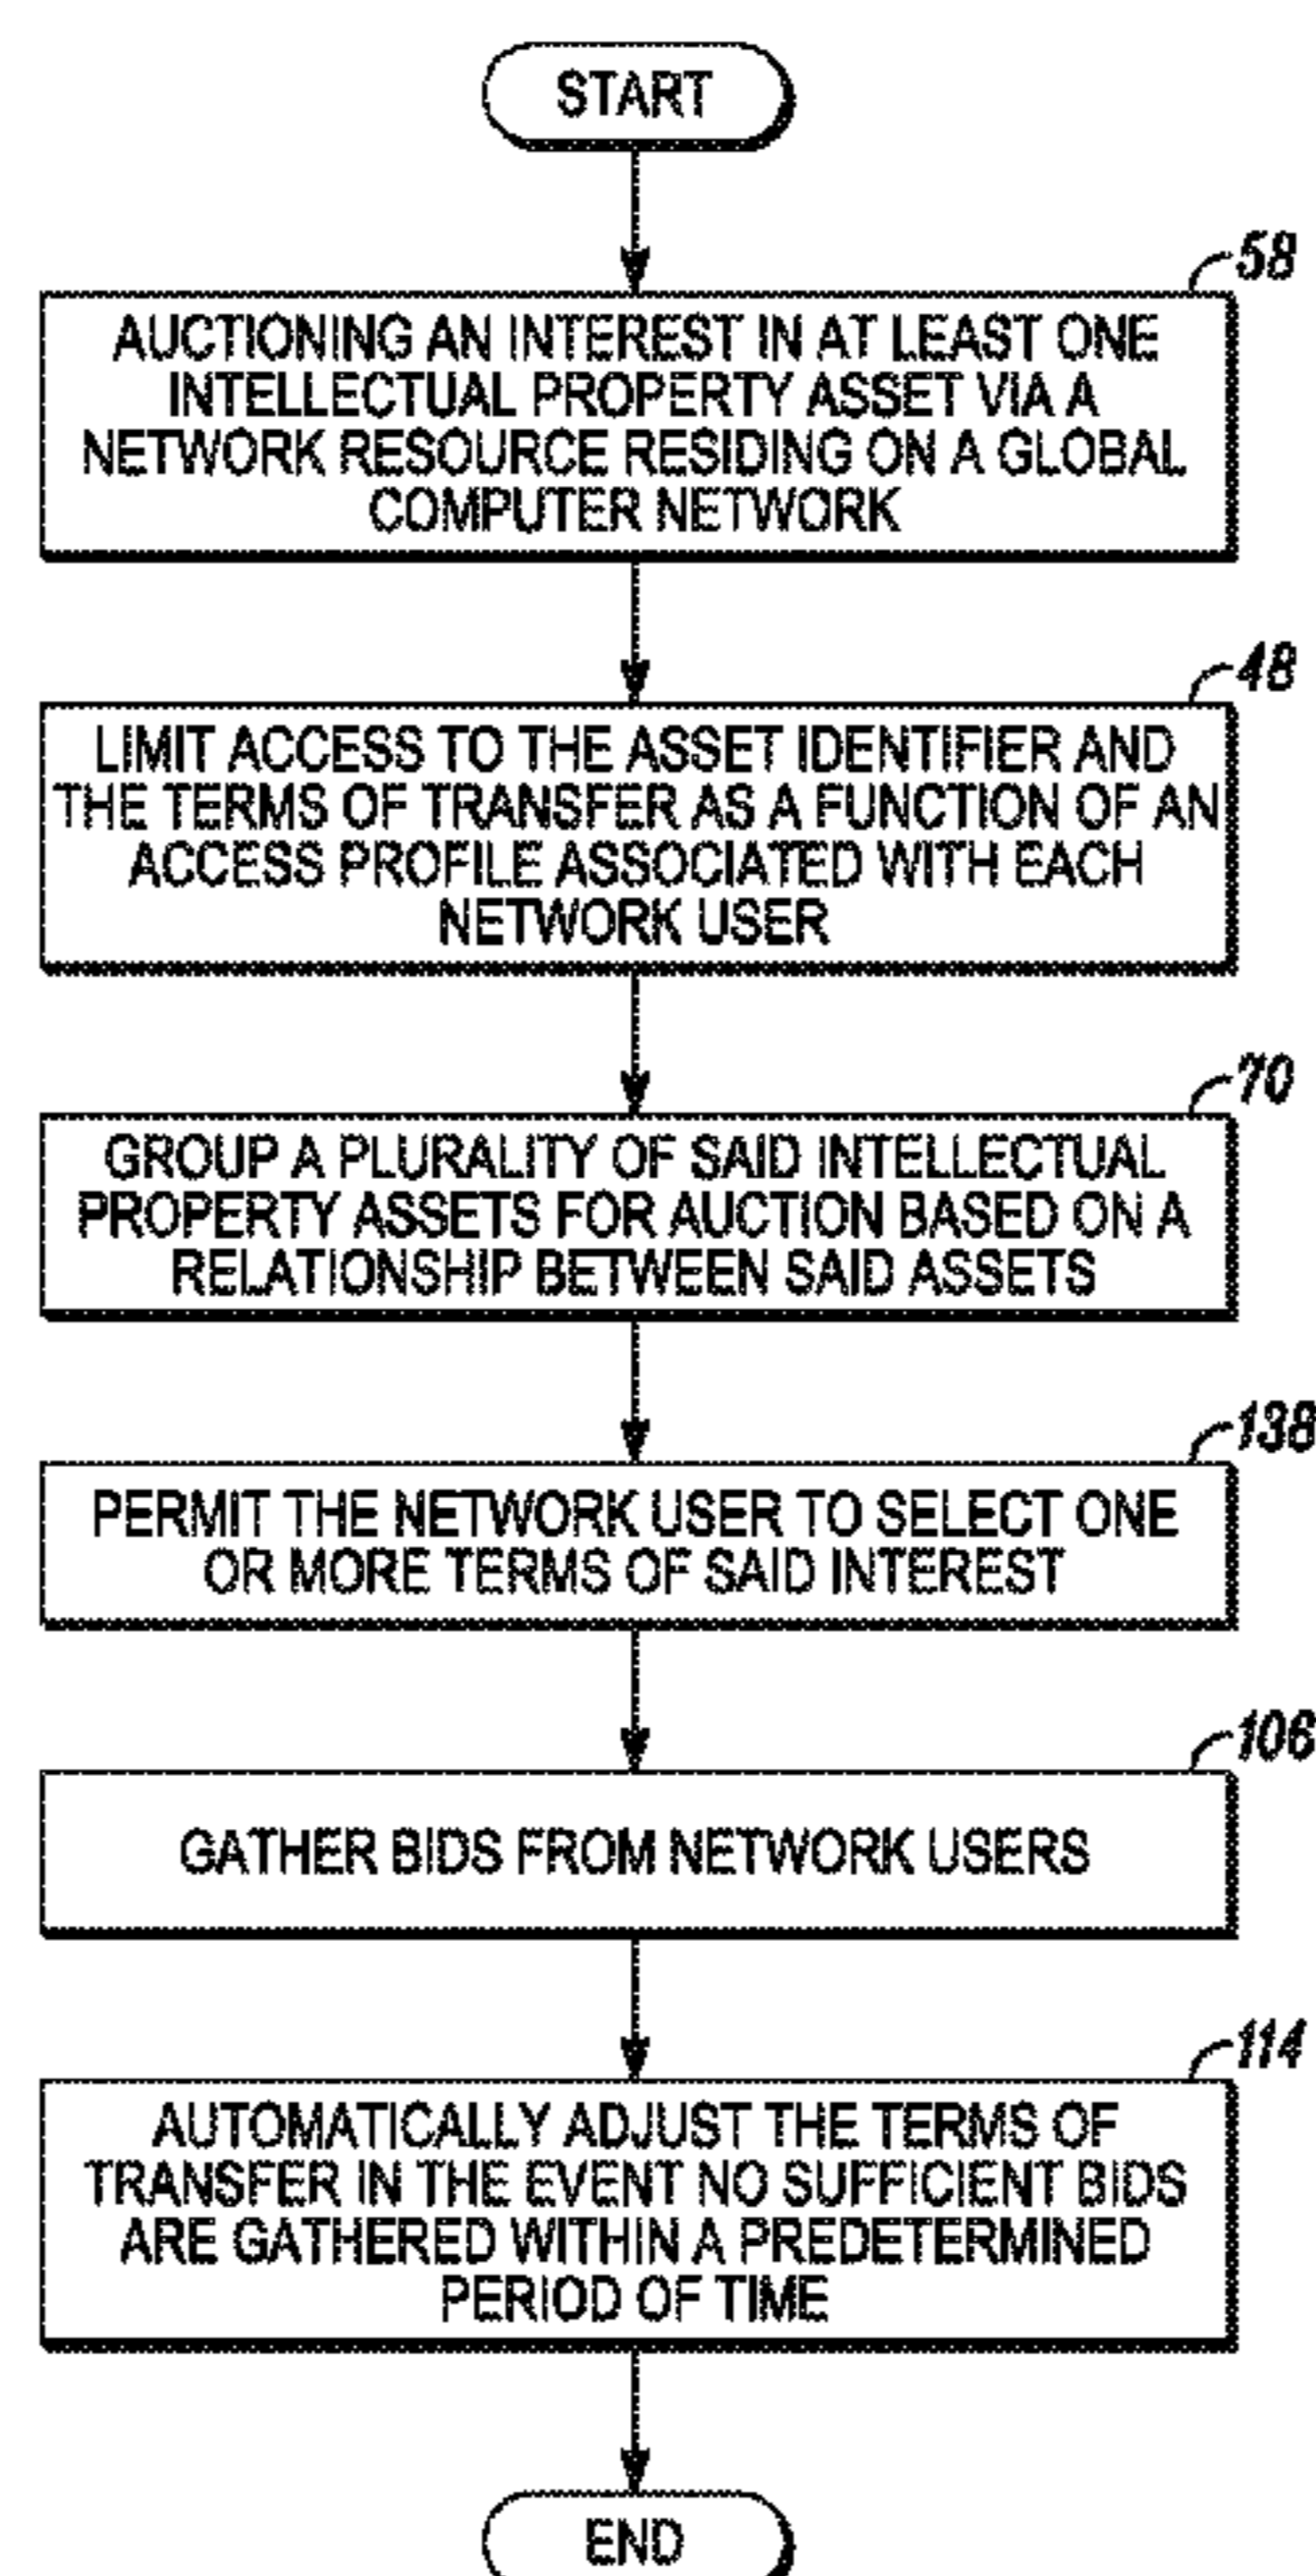 START
58
AUCTIONING AN INTEREST IN AT LEAST ONE
INTELLECTUAL PROPERTY ASSET VIA A
NETWORK RESOURCE RESIDING ON A GLOBAL
COMPUTER NETWORK
48
LIMIT ACCESS TO THE ASSET IDENTIFIER AND
THE TERMS OF TRANSFER AS A FUNCTION OF AN
ACCESS PROFILE ASSOCIATED WITH EACH
NETWORK USER
70
GROUP A PLURALITY OF SAID INTELLECTUAL
PROPERTY ASSETS FOR AUCTION BASED ON A
RELATIONSHIP BETWEEN SAID ASSETS
138
PERMIT THE NETWORK USER TO SELECT ONE
OR MORE TERMS OF SAID INTEREST
106
GATHER BIDS FROM NETWORK USERS
114
AUTOMATICALLY ADJUST THE TERMS OF
TRANSFER IN THE EVENT NO SUFFICIENT BIDS
ARE GATHERED WITHIN A PREDETERMINED
PERIOD OF TIME
END